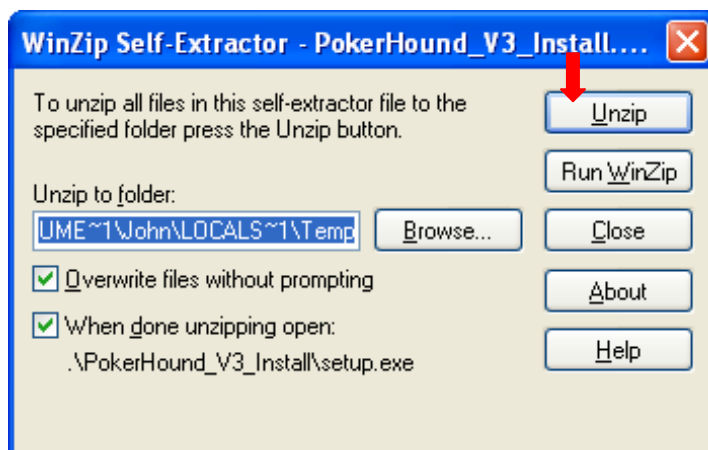 WinZip Self-Extractor - PokerHound_V3_Install....
To unzip all files in this self-extractor file to the
specified folder press the Unzip button.
Unzip
Run WinZip
Unzip to folder:
UME~1\John\LOCALS~1\Temp
Browse...
Close
Overwrite files without prompting
About
When done unzipping open:
.\PokerHound_V3_Install\setup.exe
Help